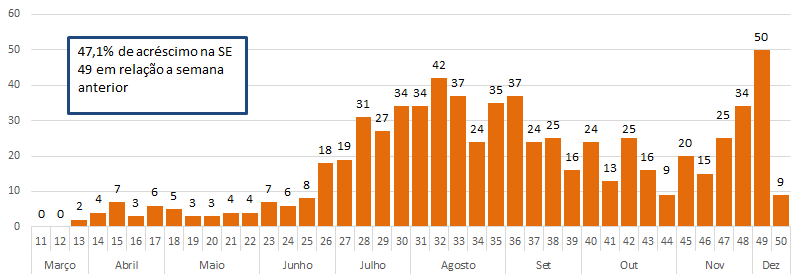 60
50
40
30
20
10
0
47,1% de acréscimo na SE
49 em relação a semana
anterior
0 0 2 4 7 3 6 5 3 3 4 4 7 6 8 18 19 31 27 34 34 42 37 24 35 37 24 25 16 24 13 25 16 9 20 15 25 34 50 9
11 12 13 14 15 16 17 18 19 20 21 22 23 24 25 26 27 28 29 30 31 32 33 34 35 36 37 38 39 40 41 42 43 44 45 46 47 48 49 50
Março Abril Maio Junho Julho Agosto Set Out Nov Dez